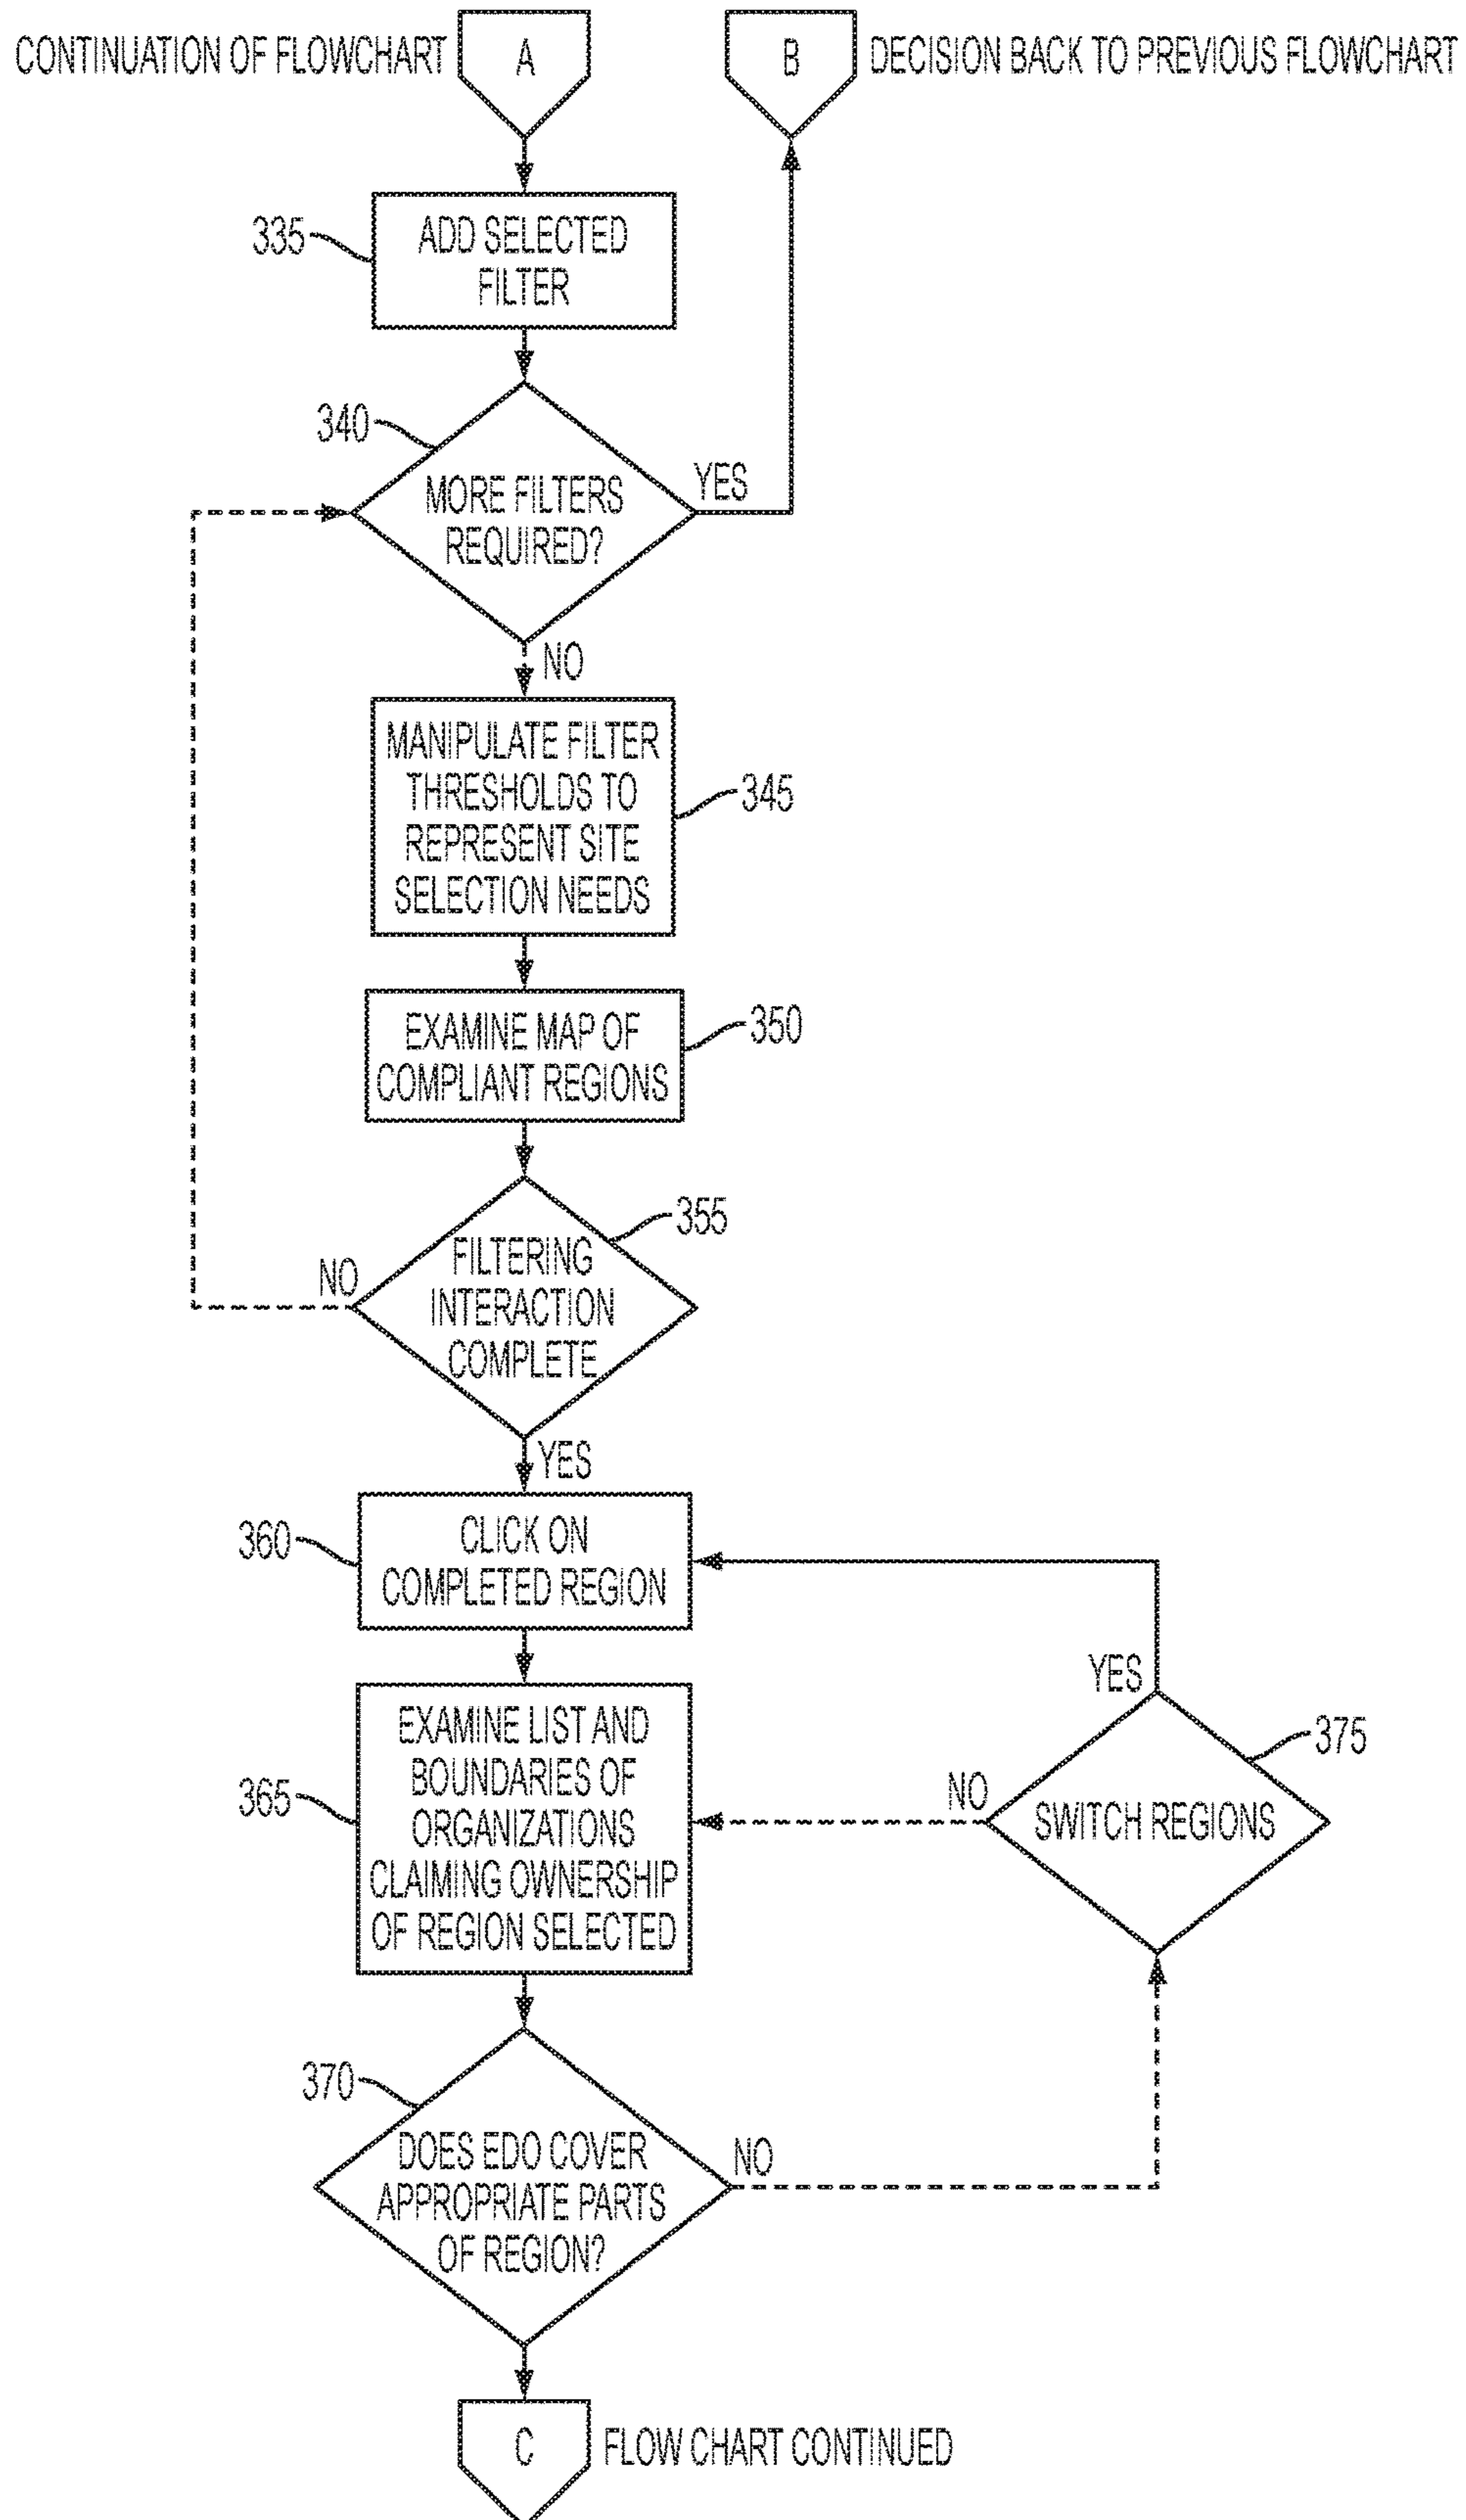 CONTINUATION OF FLOWCHART
A
B
DECISION BACK TO PREVIOUS FLOWCHART
335
ADD SELECTED
FILTER
340
MORE FILTERS
REQUIRED?
YES
NO
MANIPULATE FILTER
THRESHOLDS TO
REPRESENT SITE
SELECTION NEEDS
345
EXAMINE MAP OF
COMPLIANT REGIONS
350
355
FILTERING
INTERACTION
COMPLETE
NO
YES
360
CLICK ON
COMPLETED REGION
365
EXAMINE LIST AND
BOUNDARIES OF
ORGANIZATIONS
CLAIMING OWNERSHIP
OF REGION SELECTED
YES
375
NO
SWITCH REGIONS
370
DOES EDO COVER
APPROPRIATE PARTS
OF REGION?
NO
C
FLOW CHART CONTINUED